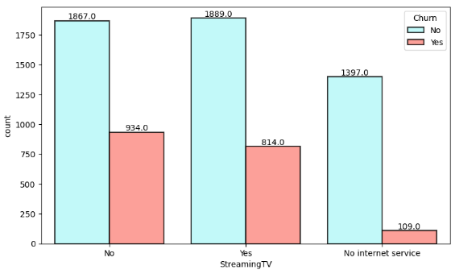 Churn
No
Yes
1867.0
1889.0
1397.0
934.0
814.0
109.0
count
1750
1500
1250
1000
750
500
250
0
No
Yes
No internet service
StreamingTV